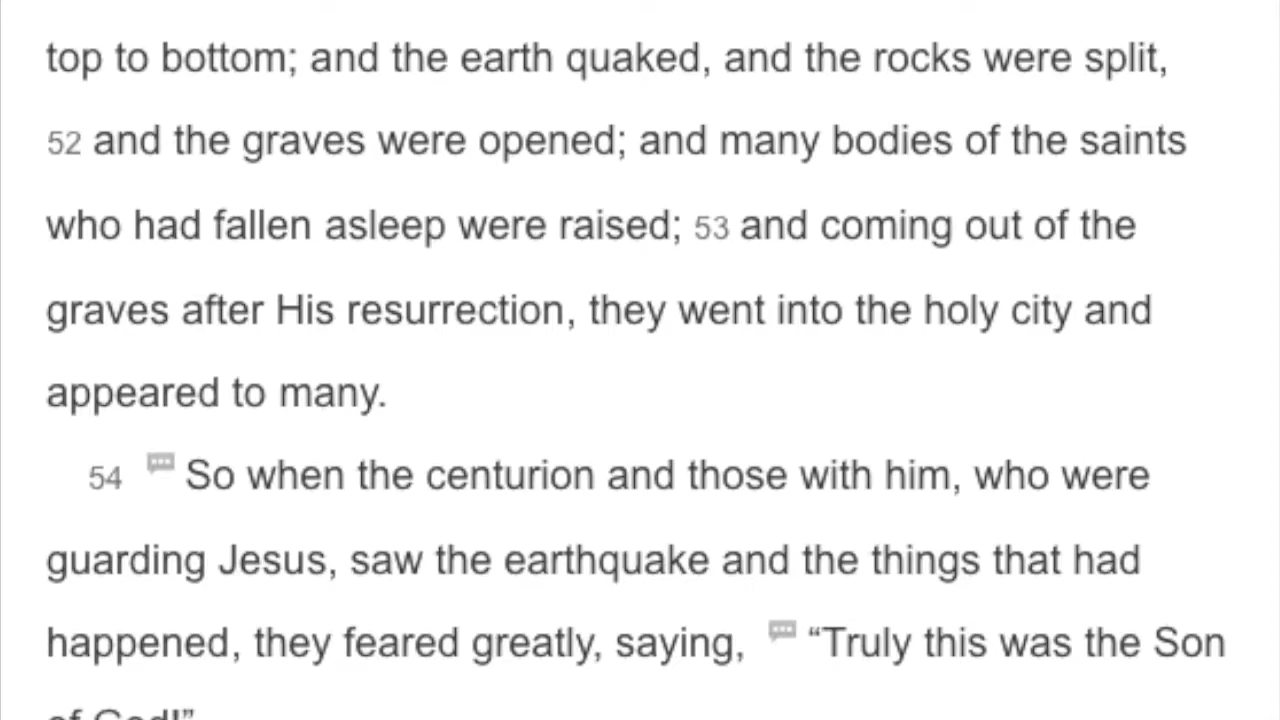 top to bottom; and the earth quaked, and the rocks were split,
52 and the graves were opened; and many bodies of the saints
who had fallen asleep were raised; 53 and coming out of the
graves after His resurrection, they went into the holy city and
appeared to many.
54 So when the centurion and those with him, who were
guarding Jesus, saw the earthquake and the things that had
happened, they feared greatly, saying, “Truly this was the Son
of God!”